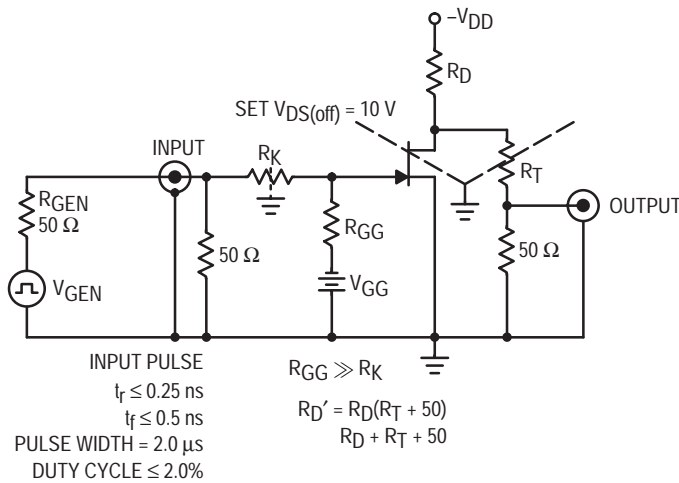 –VDD
RD
SET VDS(off) = 10 V
INPUT
RK
RT
RGEN
50 Ω
OUTPUT
RGG
50 Ω
50 Ω
VGG
VGEN
INPUT PULSE
tr ≤ 0.25 ns
tf ≤ 0.5 ns
PULSE WIDTH = 2.0 μs
DUTY CYCLE ≤ 2.0%
RGG ≫ RK
RD′ = RD(RT + 50)
RD + RT + 50